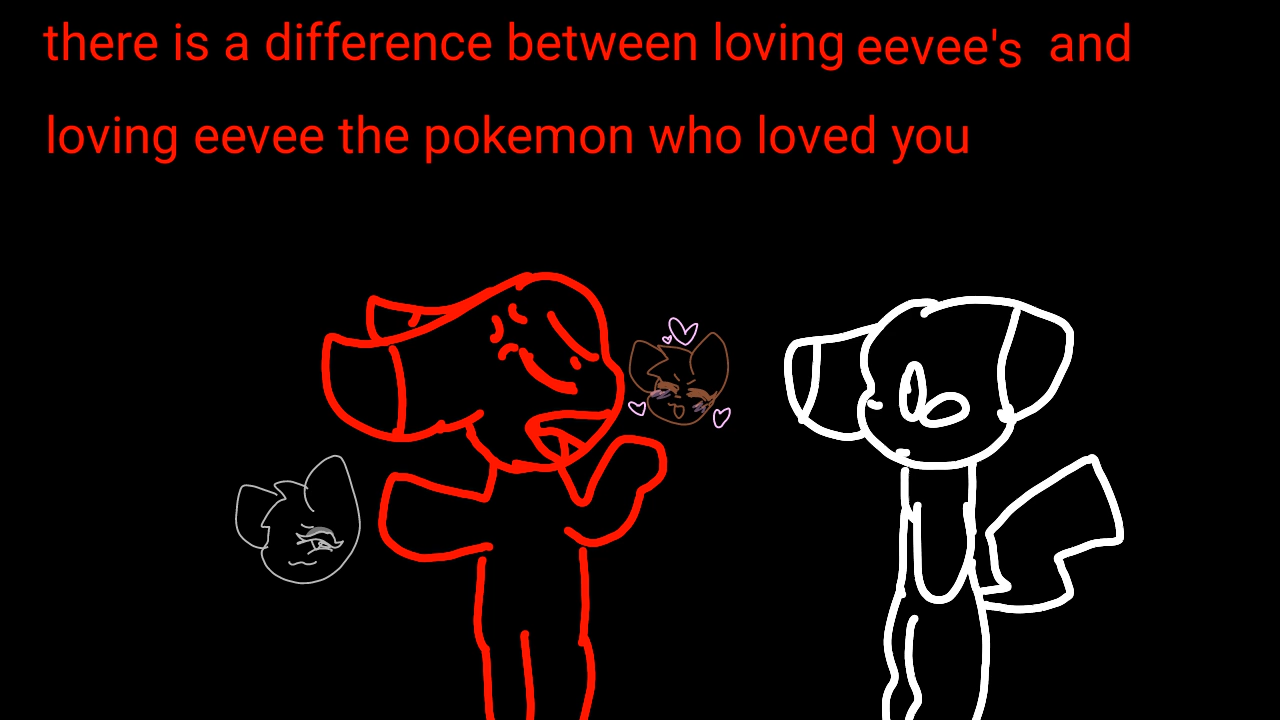 there is a difference between loving eevee's and
loving eevee the pokemon who loved you